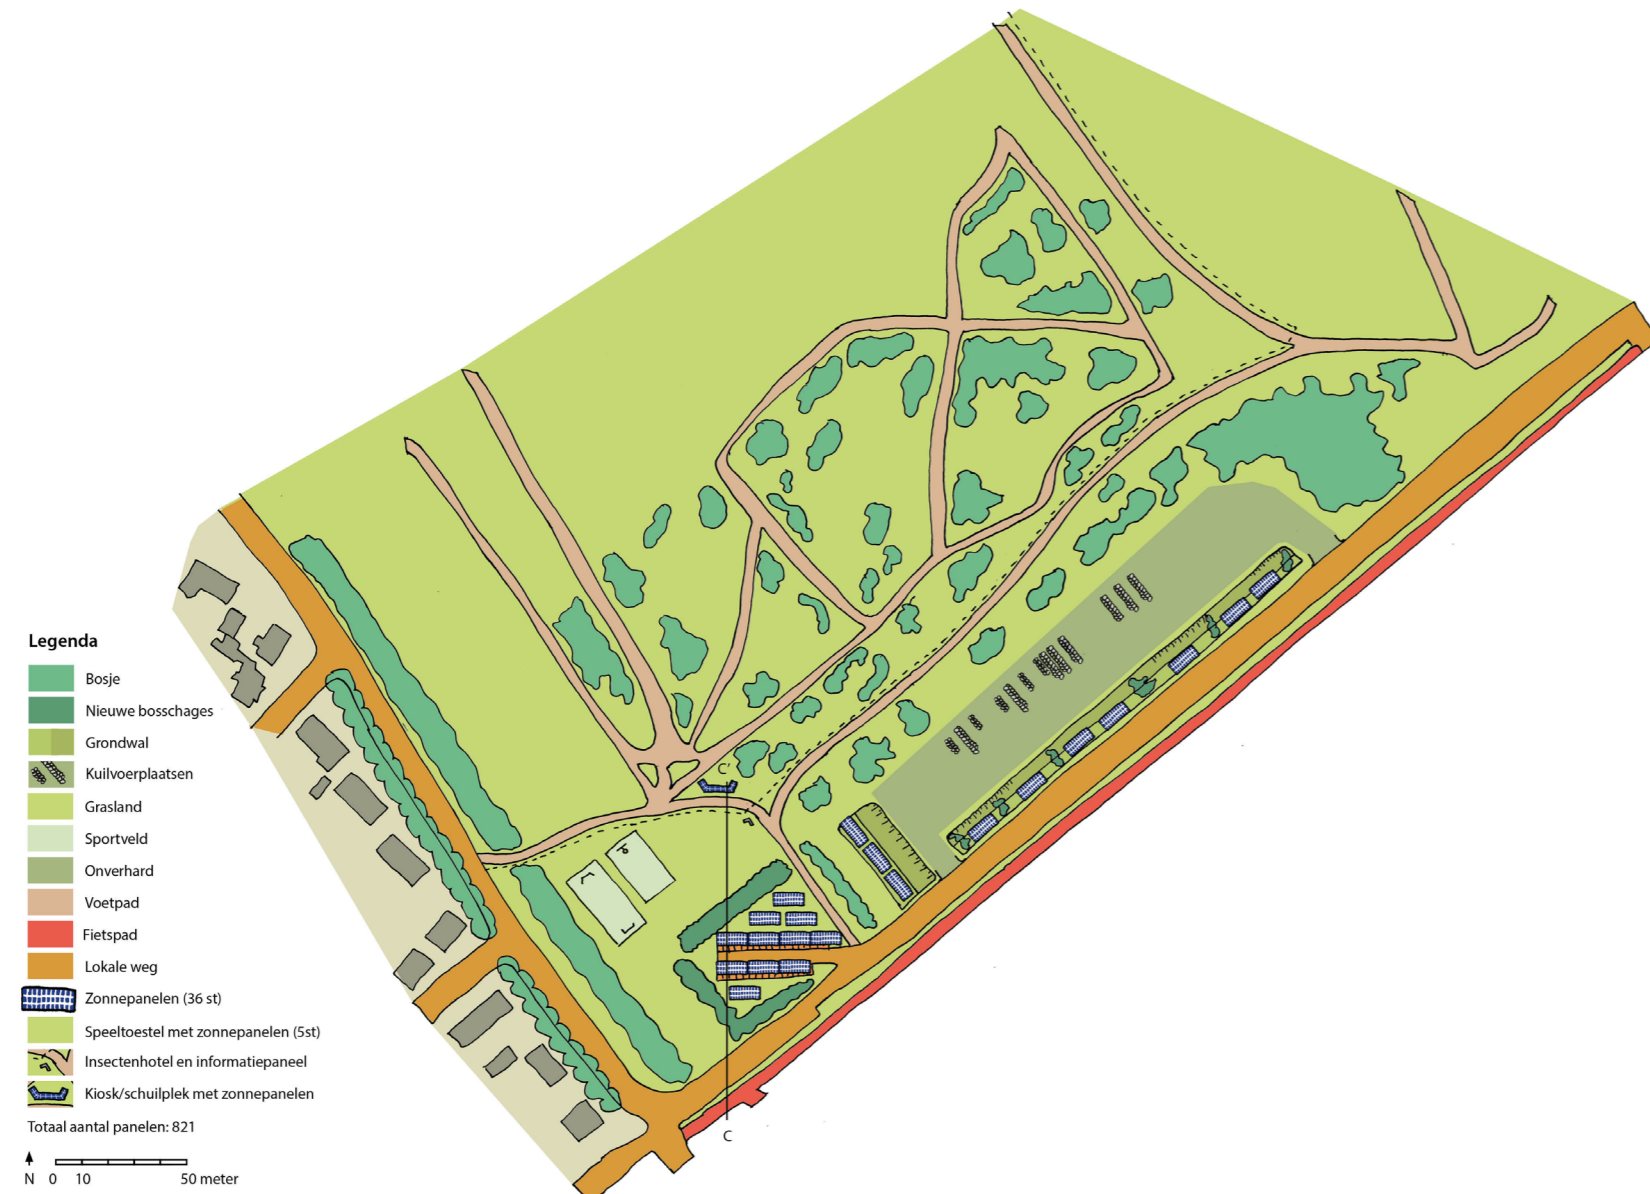 C'
Legenda
Bosje
Nieuwe bosschages
Grondwal
Kuilvoerplaatsen
Grasland
Sportveld
Onverhard
Voetpad
Fietspad
Lokale weg
Zonnepanelen (36 st)
Speeltoestel met zonnepanelen (5st)
Insectenhotel en informatiepaneel
Kiosk/schuilplek met zonnepanelen
Totaal aantal panelen: 821
C
N 0 10 50 meter